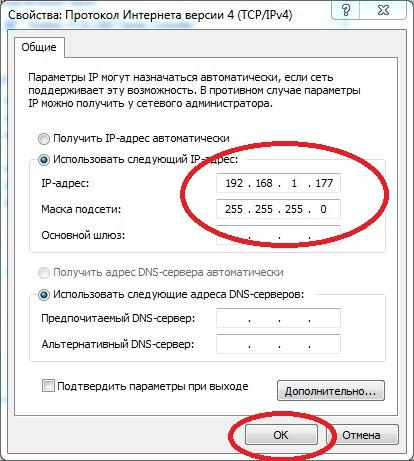 Свойства: Протокол Интернета версии 4 (TCP/IPv4)
Общие
Параметры IP могут назначаться автоматически, если сеть
поддерживает эту возможность. В противном случае параметры
IP можно получить у сетевого администратора.
Получить IP-адрес автоматически
Использовать следующий IP-адрес:
IP-адрес: 192 . 168 . 1 . 177
Маска подсети: 255 . 255 . 255 . 0
Основной шлюз: . . .
Получить адрес DNS-сервера автоматически
Использовать следующие адреса DNS-серверов:
Предпочитаемый DNS-сервер: . . .
Альтернативный DNS-сервер: . . .
Подтвердить параметры при выходе
Дополнительно...
ОК
Отмена